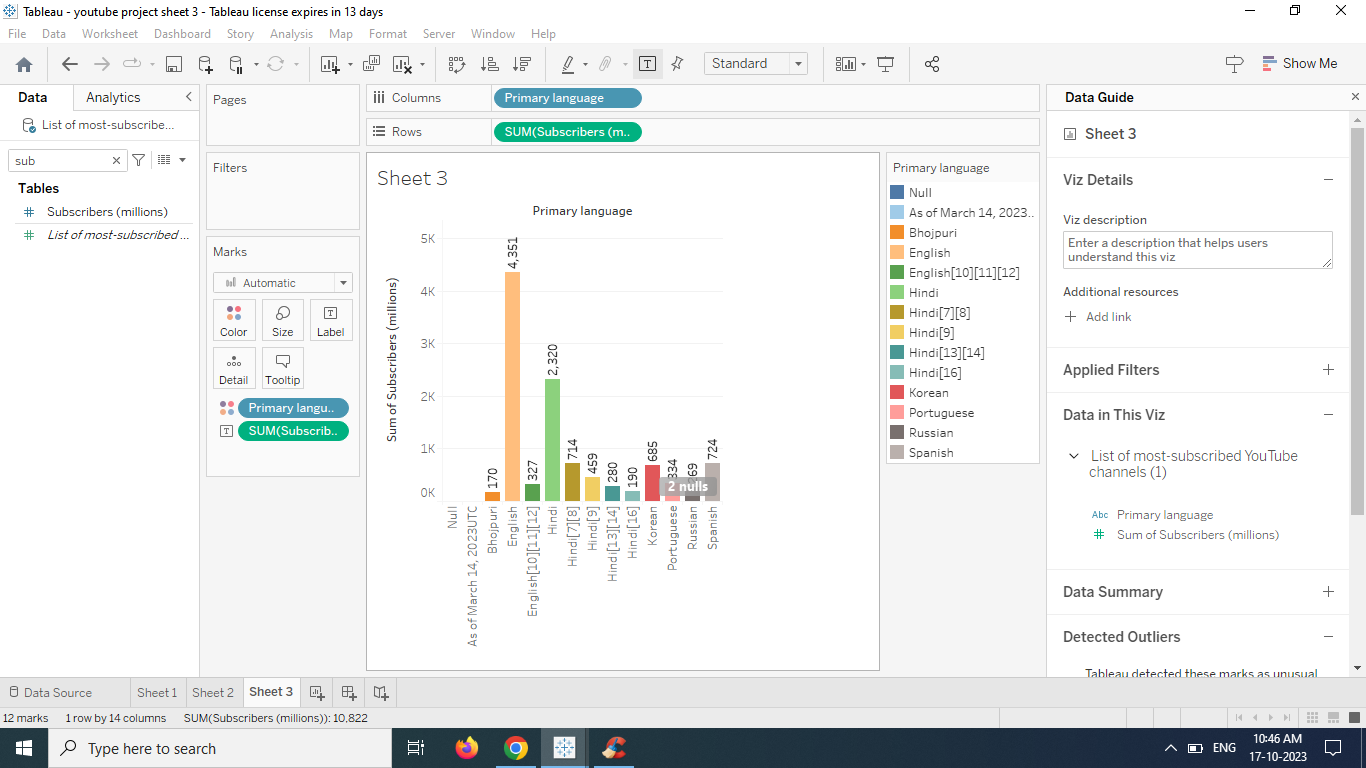 Tableau - youtube project sheet 3 - Tableau license expires in 13 days
File Data Worksheet Dashboard Story Analysis Map Format Server Window Help
Standard
Show Me
Data Analytics
List of most-subscribe...
sub
Tables
Subscribers (millions)
List of most-subscribed ...
Pages
Filters
Marks
Automatic
Color Size Label
Detail Tooltip
Primary langu..
SUM(Subscrib..
Columns Primary language
Rows SUM(Subscribers (m..
Sheet 3
Primary language
Sum of Subscribers (millions)
5K
4K
3K
2K
1K
0K
170
4,351
327
2,320
714
459
280
190
685
334
269
724
2 nulls
Null
As of March 14, 2023UTC
Bhojpuri
English
English[10][11][12]
Hindi
Hindi[7][8]
Hindi[9]
Hindi[13][14]
Hindi[16]
Korean
Portuguese
Russian
Spanish
Primary language
Null
As of March 14, 2023..
Bhojpuri
English
English[10][11][12]
Hindi
Hindi[7][8]
Hindi[9]
Hindi[13][14]
Hindi[16]
Korean
Portuguese
Russian
Spanish
Data Guide
Sheet 3
Viz Details
Viz description
Enter a description that helps users
understand this viz
Additional resources
Add link
Applied Filters
Data in This Viz
List of most-subscribed YouTube
channels (1)
Abc Primary language
Sum of Subscribers (millions)
Data Summary
Detected Outliers
Tableau detected these marks as unusual
Data Source Sheet 1 Sheet 2 Sheet 3
12 marks 1 row by 14 columns SUM(Subscribers (millions)): 10,822
Type here to search
ENG
10:46 AM
17-10-2023